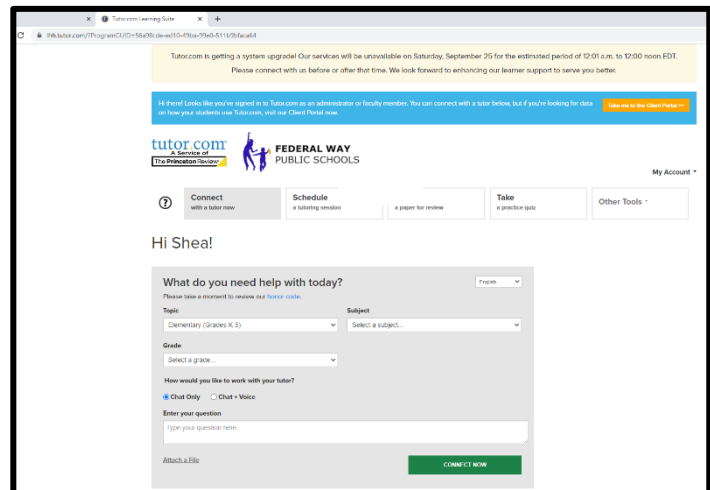 Tutor.com Learning Suite
Tutor.com is getting a system upgrade! Our services will be unavailable on Saturday, September 25 for the estimated period of 12:01 a.m. to 12:00 noon EDT.
Please connect with us before or after that time. We look forward to enhancing our learner support to serve you better.
Hi there! Looks like you've signed in to Tutor.com as an administrator or faculty member. You can connect with a tutor below, but if you're looking for data
on how your students use Tutor.com, visit our Client Portal now.
Take me to the Client Portal >>
tutor.com
A Service of
The Princeton Review
FEDERAL WAY
PUBLIC SCHOOLS
My Account
Connect
with a tutor now
Schedule
a tutoring session
a paper for review
Take
a practice quiz
Other Tools
Hi Shea!
What do you need help with today?
English
Please take a moment to review our honor code.
Topic
Subject
Elementary (Grades K-5)
Select a subject...
Grade
Select a grade...
How would you like to work with your tutor?
Chat Only
Chat + Voice
Enter your question
Type your question here.
Attach a File
CONNECT NOW